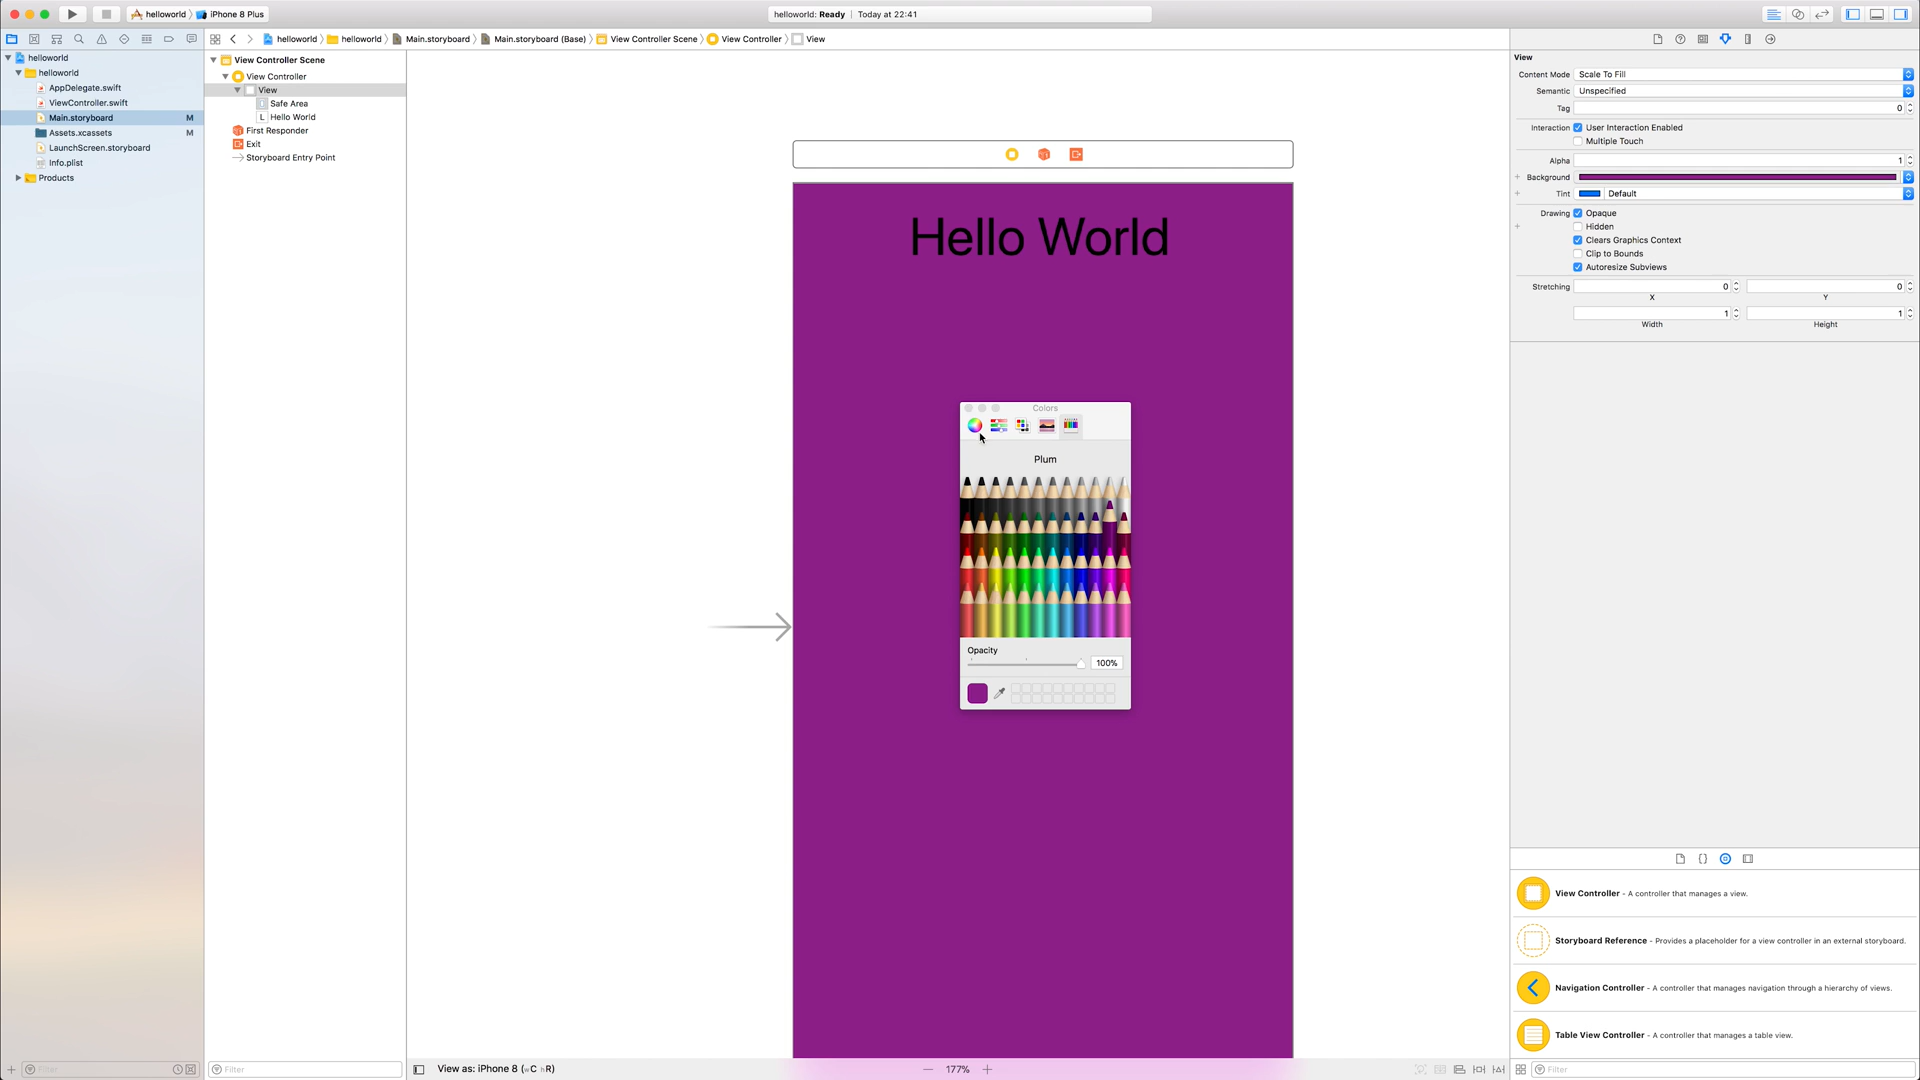 helloworld 〉 iPhone 8 Plus
helloworld: Ready | Today at 22:41
helloworld 〉 helloworld 〉 Main.storyboard 〉 Main.storyboard (Base) 〉 View Controller Scene 〉 View Controller 〉 View
helloworld
helloworld
AppDelegate.swift
ViewController.swift
Main.storyboard M
Assets.xcassets M
LaunchScreen.storyboard
Info.plist
Products
Filter
View Controller Scene
View Controller
View
Safe Area
L Hello World
First Responder
Exit
Storyboard Entry Point
Filter
Hello World
Colors
Plum
Opacity
100%
View as: iPhone 8 (wC hR)
177%
View
Content Mode Scale To Fill
Semantic Unspecified
Tag 0
Interaction User Interaction Enabled
Multiple Touch
Alpha 1
Background
Tint Default
Drawing Opaque
Hidden
Clears Graphics Context
Clip to Bounds
Autoresize Subviews
Stretching 0 0
X Y
1 1
Width Height
View Controller - A controller that manages a view.
Storyboard Reference - Provides a placeholder for a view controller in an external storyboard.
Navigation Controller - A controller that manages navigation through a hierarchy of views.
Table View Controller - A controller that manages a table view.
Filter